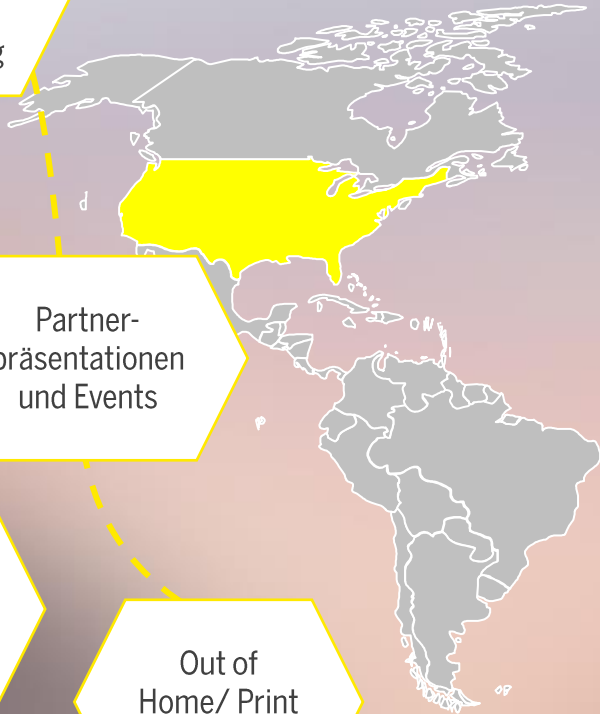 g
Partner-
präsentationen
und Events
Out of
Home/ Print